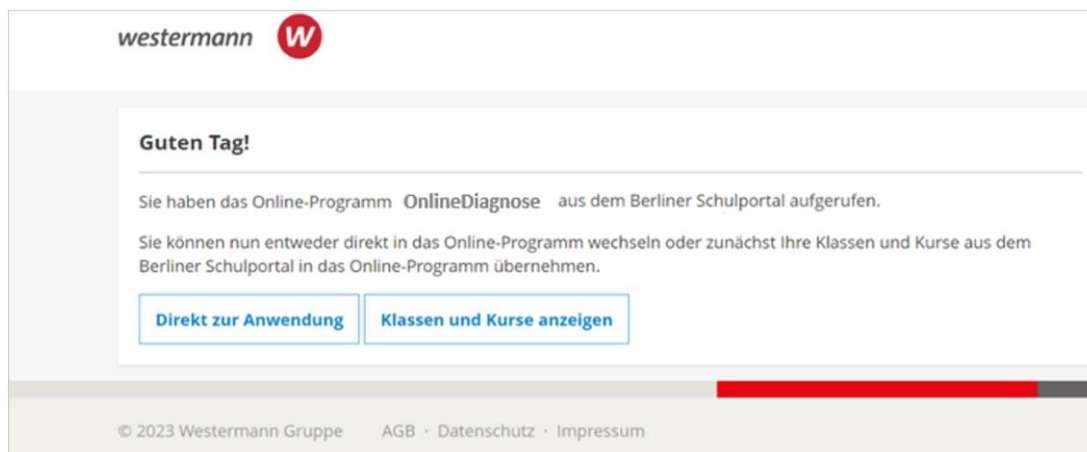 westermann W
Guten Tag!
Sie haben das Online-Programm OnlineDiagnose aus dem Berliner Schulportal aufgerufen.
Sie können nun entweder direkt in das Online-Programm wechseln oder zunächst Ihre Klassen und Kurse aus dem
Berliner Schulportal in das Online-Programm übernehmen.
Direkt zur Anwendung Klassen und Kurse anzeigen
© 2023 Westermann Gruppe AGB · Datenschutz · Impressum